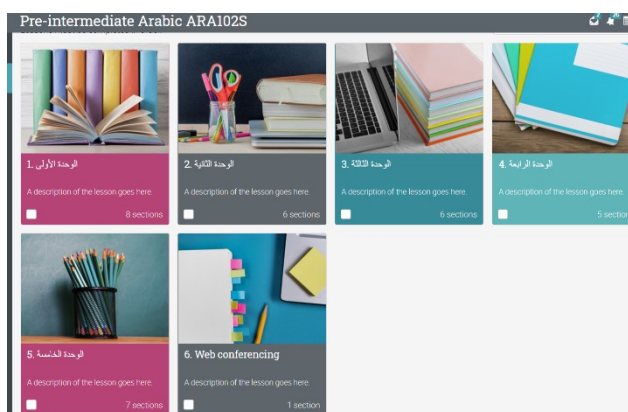 Pre-intermediate Arabic ARA102S
1. الوحدة الأولى
A description of the lesson goes here.
8 sections
2. الوحدة الثانية
A description of the lesson goes here.
6 sections
3. الوحدة الثالثة
A description of the lesson goes here.
6 sections
4. الوحدة الرابعة
A description of the lesson goes here.
5 section
5. الوحدة الخامسة
A description of the lesson goes here.
7 sections
6. Web conferencing
A description of the lesson goes here.
1 section